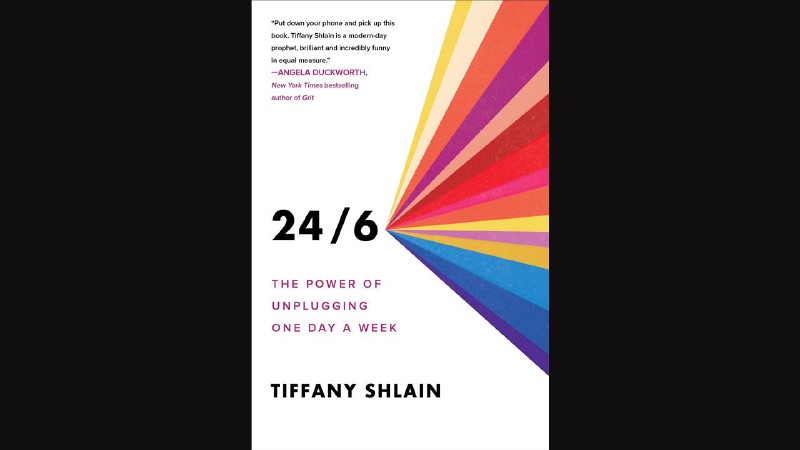 "Put down your phone and pick up this
book. Tiffany Shlain is a modern-day
prophet, brilliant and incredibly funny
in equal measure."
—ANGELA DUCKWORTH,
New York Times bestselling
author of Grit
24/6
THE POWER OF
UNPLUGGING
ONE DAY A WEEK
TIFFANY SHLAIN